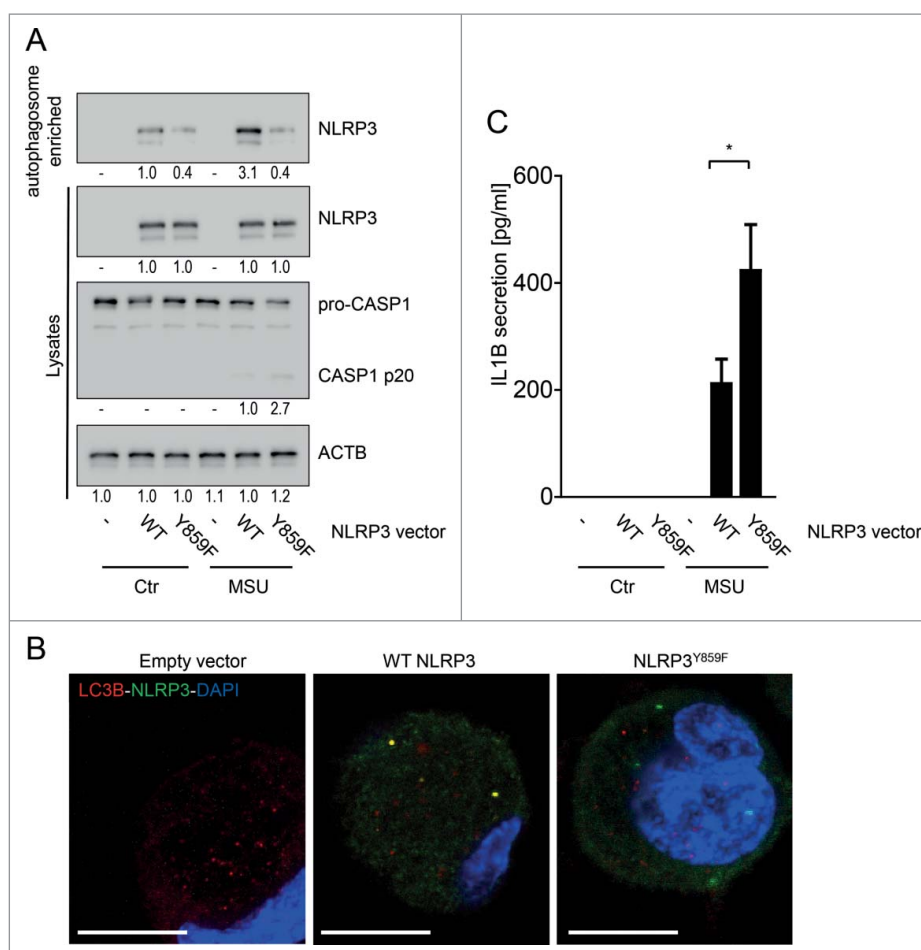 A
autophagosome
enriched
NLRP3
- 1.0 0.4 - 3.1 0.4
Lysates
NLRP3
- 1.0 1.0 - 1.0 1.0
pro-CASP1
CASP1 p20
- - - - 1.0 2.7
ACTB
1.0 1.0 1.0 1.1 1.0 1.2
- WT Y859F - WT Y859F NLRP3 vector
Ctr MSU
C
*
IL1B secretion [pg/ml]
600
400
200
0
- WT Y859F - WT Y859F NLRP3 vector
Ctr MSU
B
Empty vector WT NLRP3 NLRP3Y859F
LC3B-NLRP3-DAPI